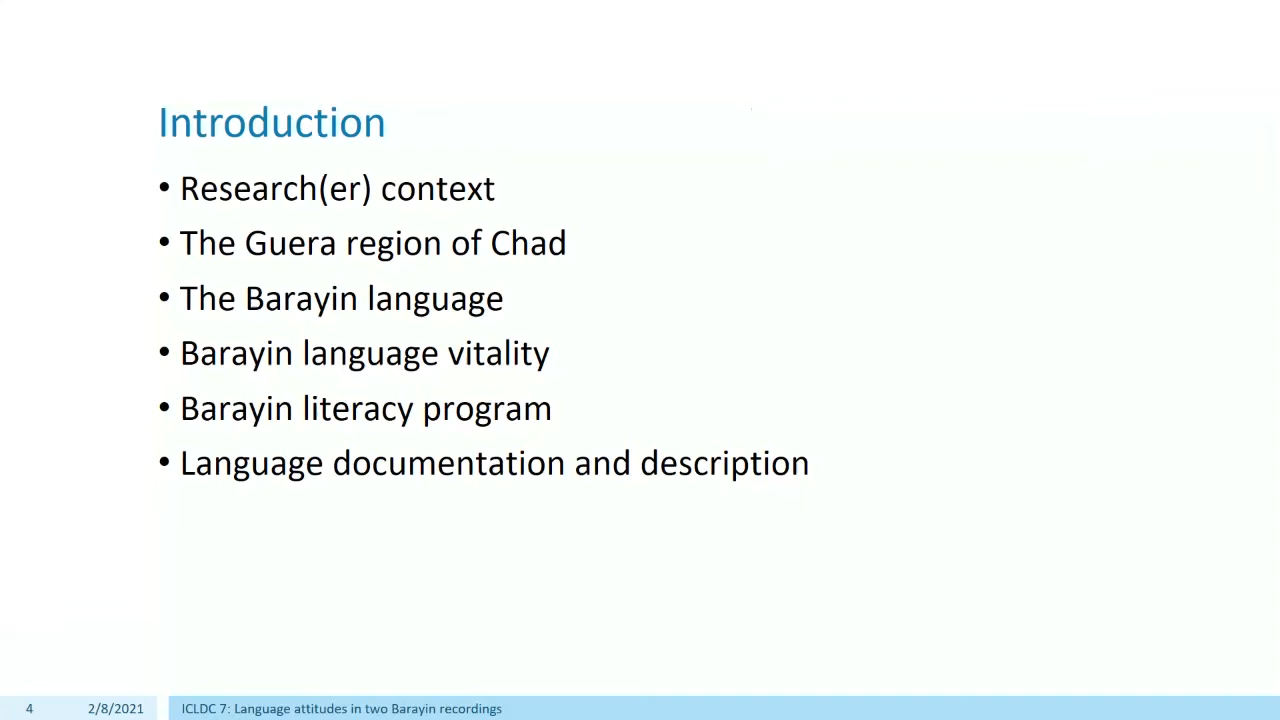 Introduction
• Research(er) context
• The Guera region of Chad
• The Barayin language
• Barayin language vitality
• Barayin literacy program
• Language documentation and description
4 2/8/2021 ICLDC 7: Language attitudes in two Barayin recordings